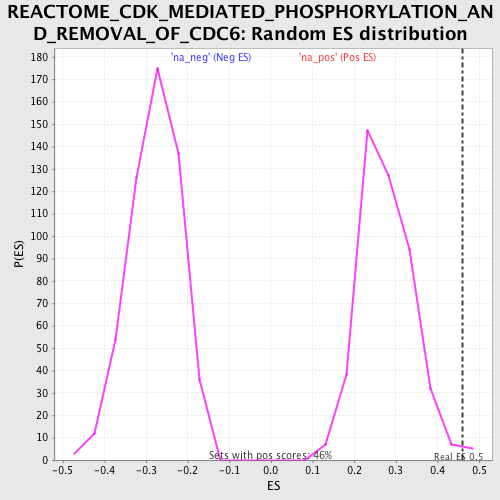 REACTOME_CDK_MEDIATED_PHOSPHORYLATION_AN
D_REMOVAL_OF_CDC6: Random ES distribution
'na_neg' (Neg ES) 'na_pos' (Pos ES)
180
170
160
150
140
130
120
110
100
90
80
70
60
50
40
30
20
10
0
P(ES)
Sets with pos scores: 46%
Real ES 0.5
-0.5 -0.4 -0.3 -0.2 -0.1 0.0 0.1 0.2 0.3 0.4 0.5
ES